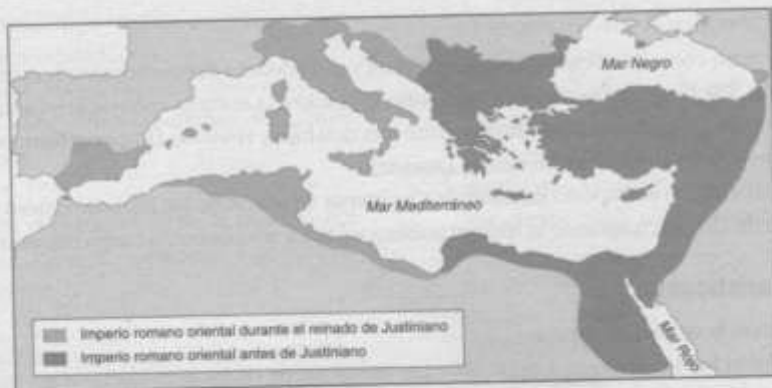 Mar Negro
Mar Mediterráneo
Mar Rojo
Imperio romano oriental durante el reinado de Justiniano
Imperio romano oriental antes de Justiniano